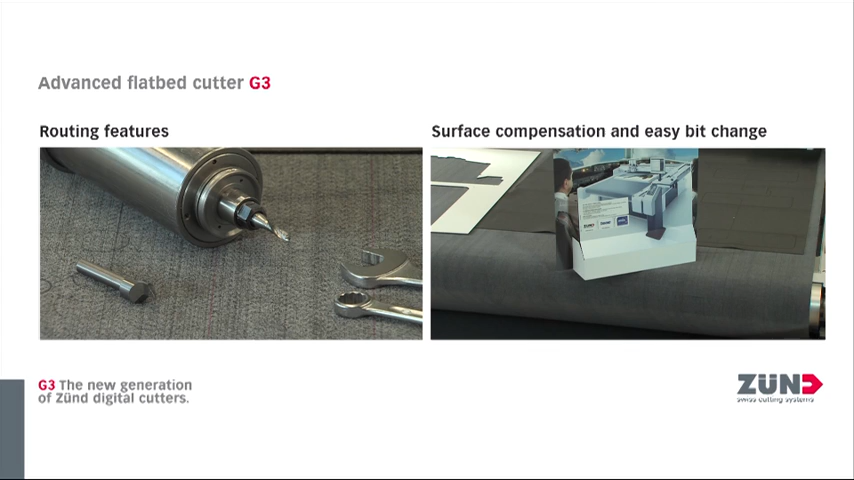 Advanced flatbed cutter G3
Routing features
Surface compensation and easy bit change
ZÜND
G3 The new generation
of Zünd digital cutters.
ZÜND
swiss cutting systems